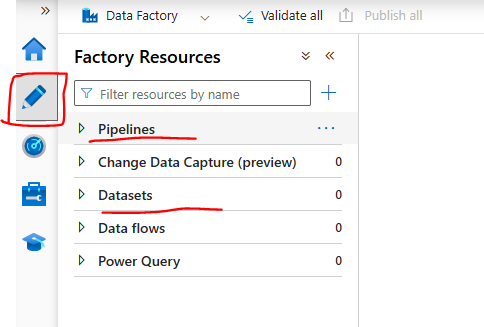 » Data Factory Validate all Publish all
Factory Resources
Filter resources by name
Pipelines
Change Data Capture (preview) 0
Datasets 0
Data flows 0
Power Query 0